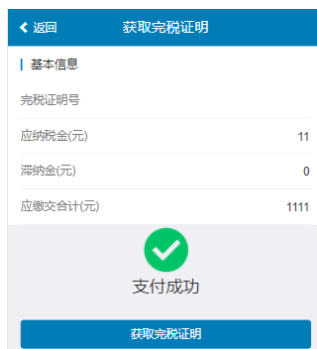 返回 获取完税证明
基本信息
完税证明号
应纳税金(元) 11
滞纳金(元) 0
应缴交合计(元) 1111
支付成功
获取完税证明